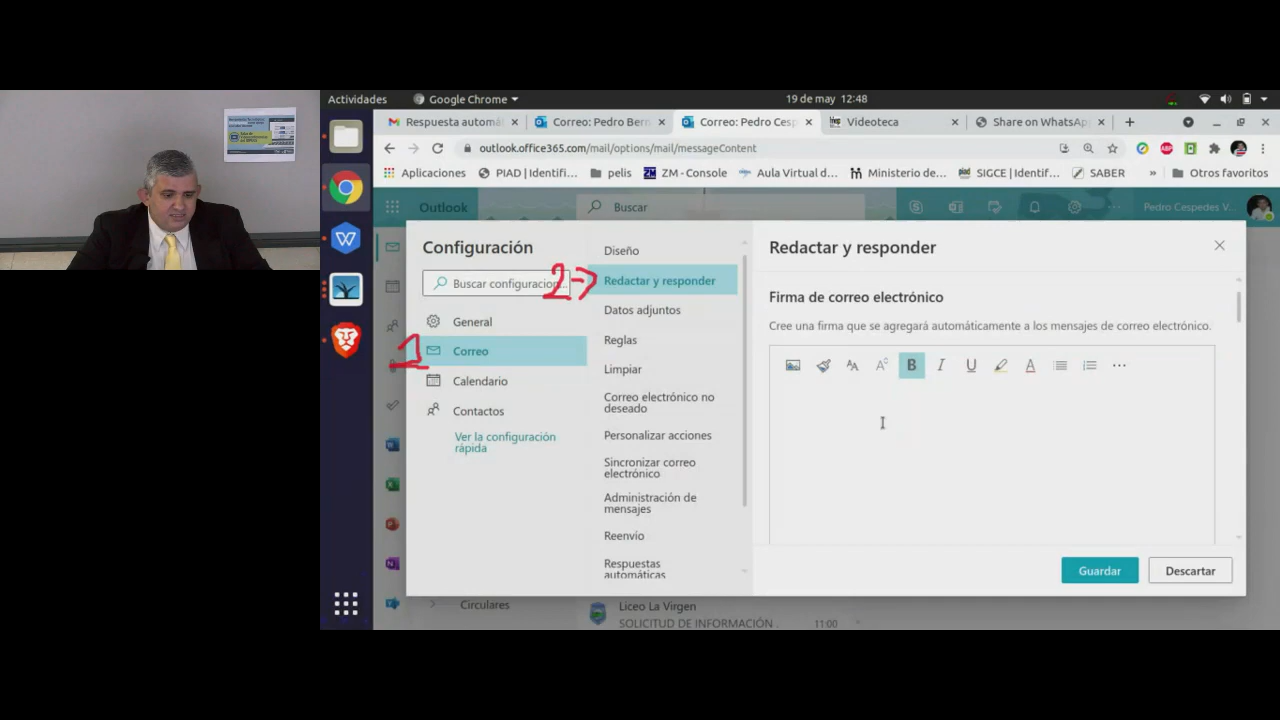 Actividades
Google Chrome
19 de may 12:48
Respuesta automá
Correo: Pedro Bern
Correo: Pedro Cesp
Videoteca
Share on WhatsAp
outlook.office365.com/mail/options/mail/messageContent
Aplicaciones
PIAD | Identifi...
pelis
ZM - Console
Aula Virtual d...
Ministerio de...
SIGCE | Identif...
SABER
»
Otros favoritos
Outlook
Buscar
Pedro Cespedes V...
Configuración
Buscar configuracion...
General
1
Correo
Calendario
Contactos
Ver la configuración
rápida
Diseño
2→
Redactar y responder
Datos adjuntos
Reglas
Limpiar
Correo electrónico no
deseado
Personalizar acciones
Sincronizar correo
electrónico
Administración de
mensajes
Reenvio
Respuestas
automáticas
Redactar y responder
Firma de correo electrónico
Cree una firma que se agregará automáticamente a los mensajes de correo electrónico.
B I U A
Guardar
Descartar
Circulares
Liceo La Virgen
SOLICITUD DE INFORMACIÓN .
11:00